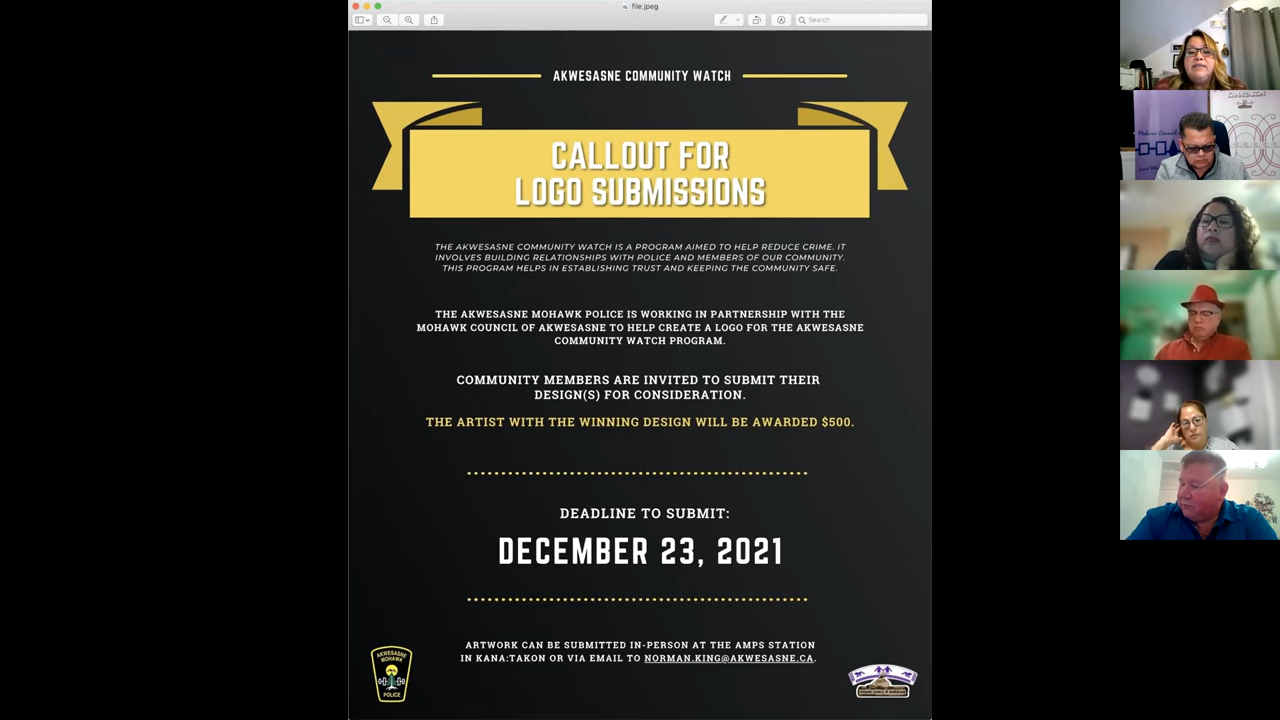 file.jpeg
Search
AKWESASNE COMMUNITY WATCH
CALLOUT FOR
LOGO SUBMISSIONS
THE AKWESASNE COMMUNITY WATCH IS A PROGRAM AIMED TO HELP REDUCE CRIME. IT
INVOLVES BUILDING RELATIONSHIPS WITH POLICE AND MEMBERS OF OUR COMMUNITY.
THIS PROGRAM HELPS IN ESTABLISHING TRUST AND KEEPING THE COMMUNITY SAFE.
THE AKWESASNE MOHAWK POLICE IS WORKING IN PARTNERSHIP WITH THE
MOHAWK COUNCIL OF AKWESASNE TO HELP CREATE A LOGO FOR THE AKWESASNE
COMMUNITY WATCH PROGRAM.
COMMUNITY MEMBERS ARE INVITED TO SUBMIT THEIR
DESIGN(S) FOR CONSIDERATION.
THE ARTIST WITH THE WINNING DESIGN WILL BE AWARDED $500.
DEADLINE TO SUBMIT:
DECEMBER 23, 2021
ARTWORK CAN BE SUBMITTED IN-PERSON AT THE AMPS STATION
IN KANA:TAKON OR VIA EMAIL TO NORMAN.KING@AKWESASNE.CA.
AKWESASNE
MOHAWK
POLICE